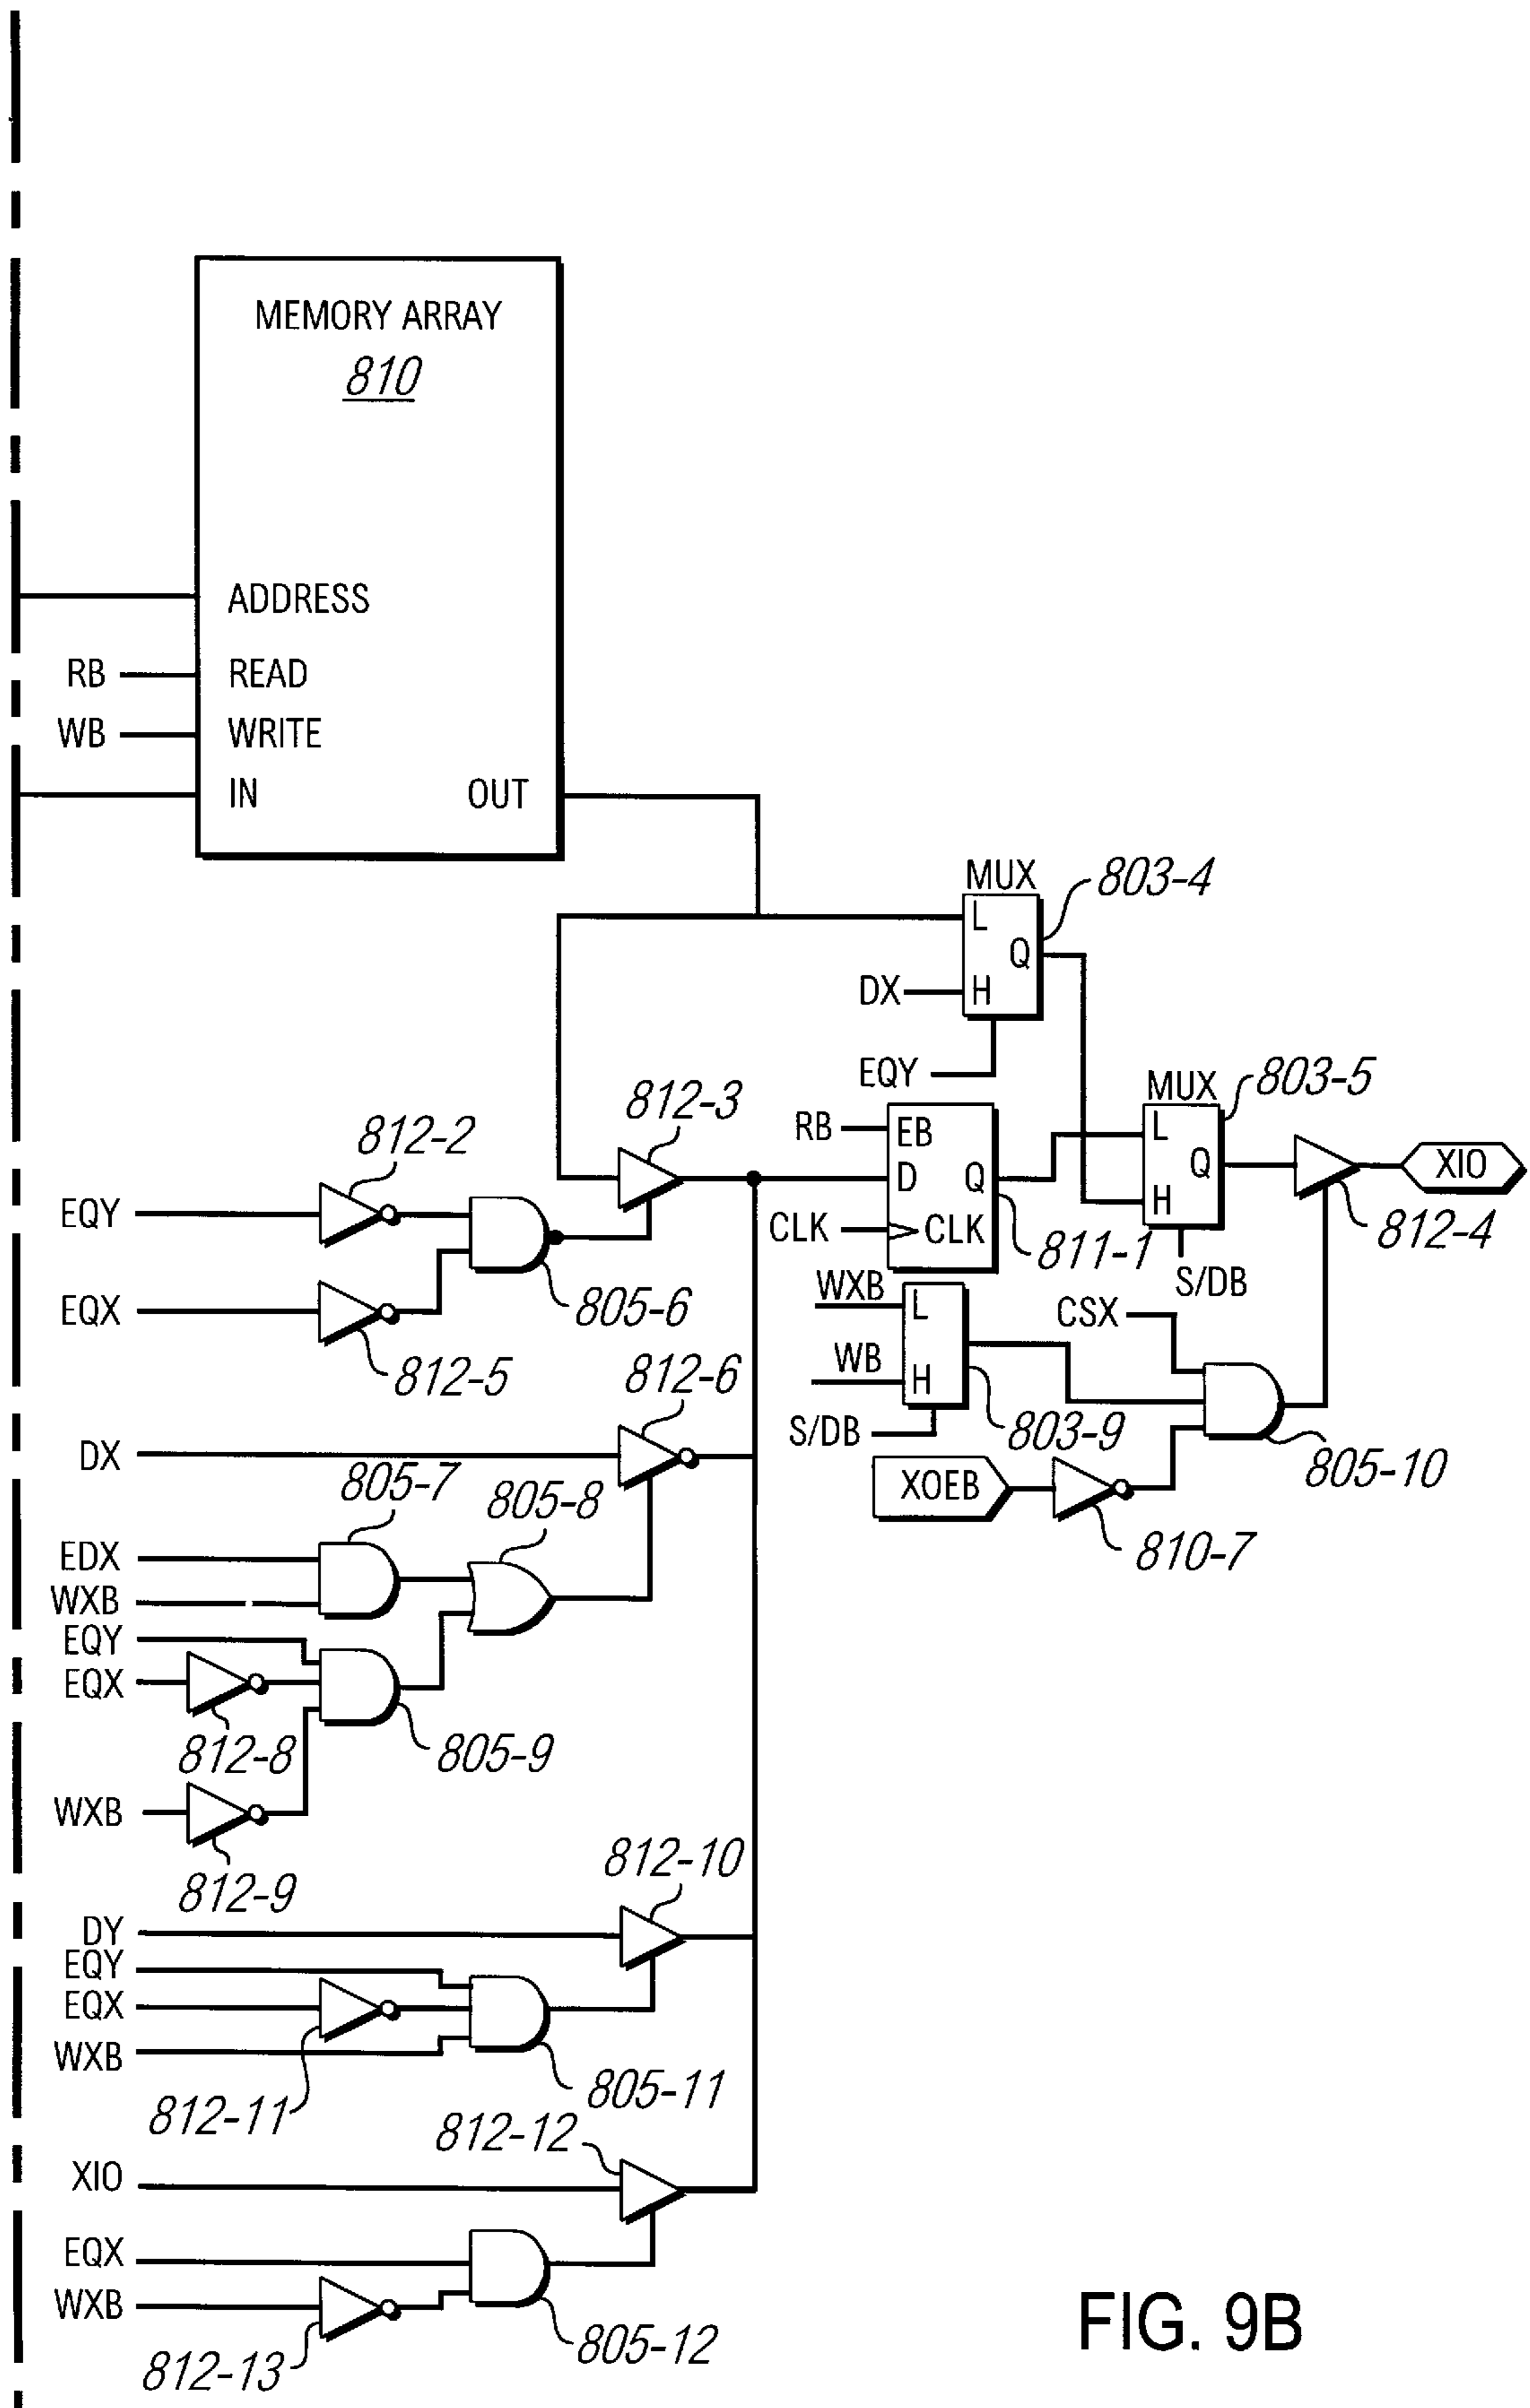 MEMORY ARRAY
810
ADDRESS
RB
READ
WB
WRITE
IN
OUT
MUX
803-4
L
Q
DX
H
EQY
MUX
803-5
812-3
812-2
RB
EB
L
D
Q
Q
XIO
H
EQY
CLK
CLK
811-1
812-4
S/DB
WXB
805-6
EQX
L
CSX
812-5
812-6
WB
H
803-9
S/DB
DX
805-7
805-8
XOEB
805-10
810-7
EDX
WXB
EQY
EQX
812-8
805-9
WXB
812-9
812-10
DY
EQY
EQX
WXB
805-11
812-11
812-12
XIO
EQX
WXB
805-12
812-13
FIG. 9B